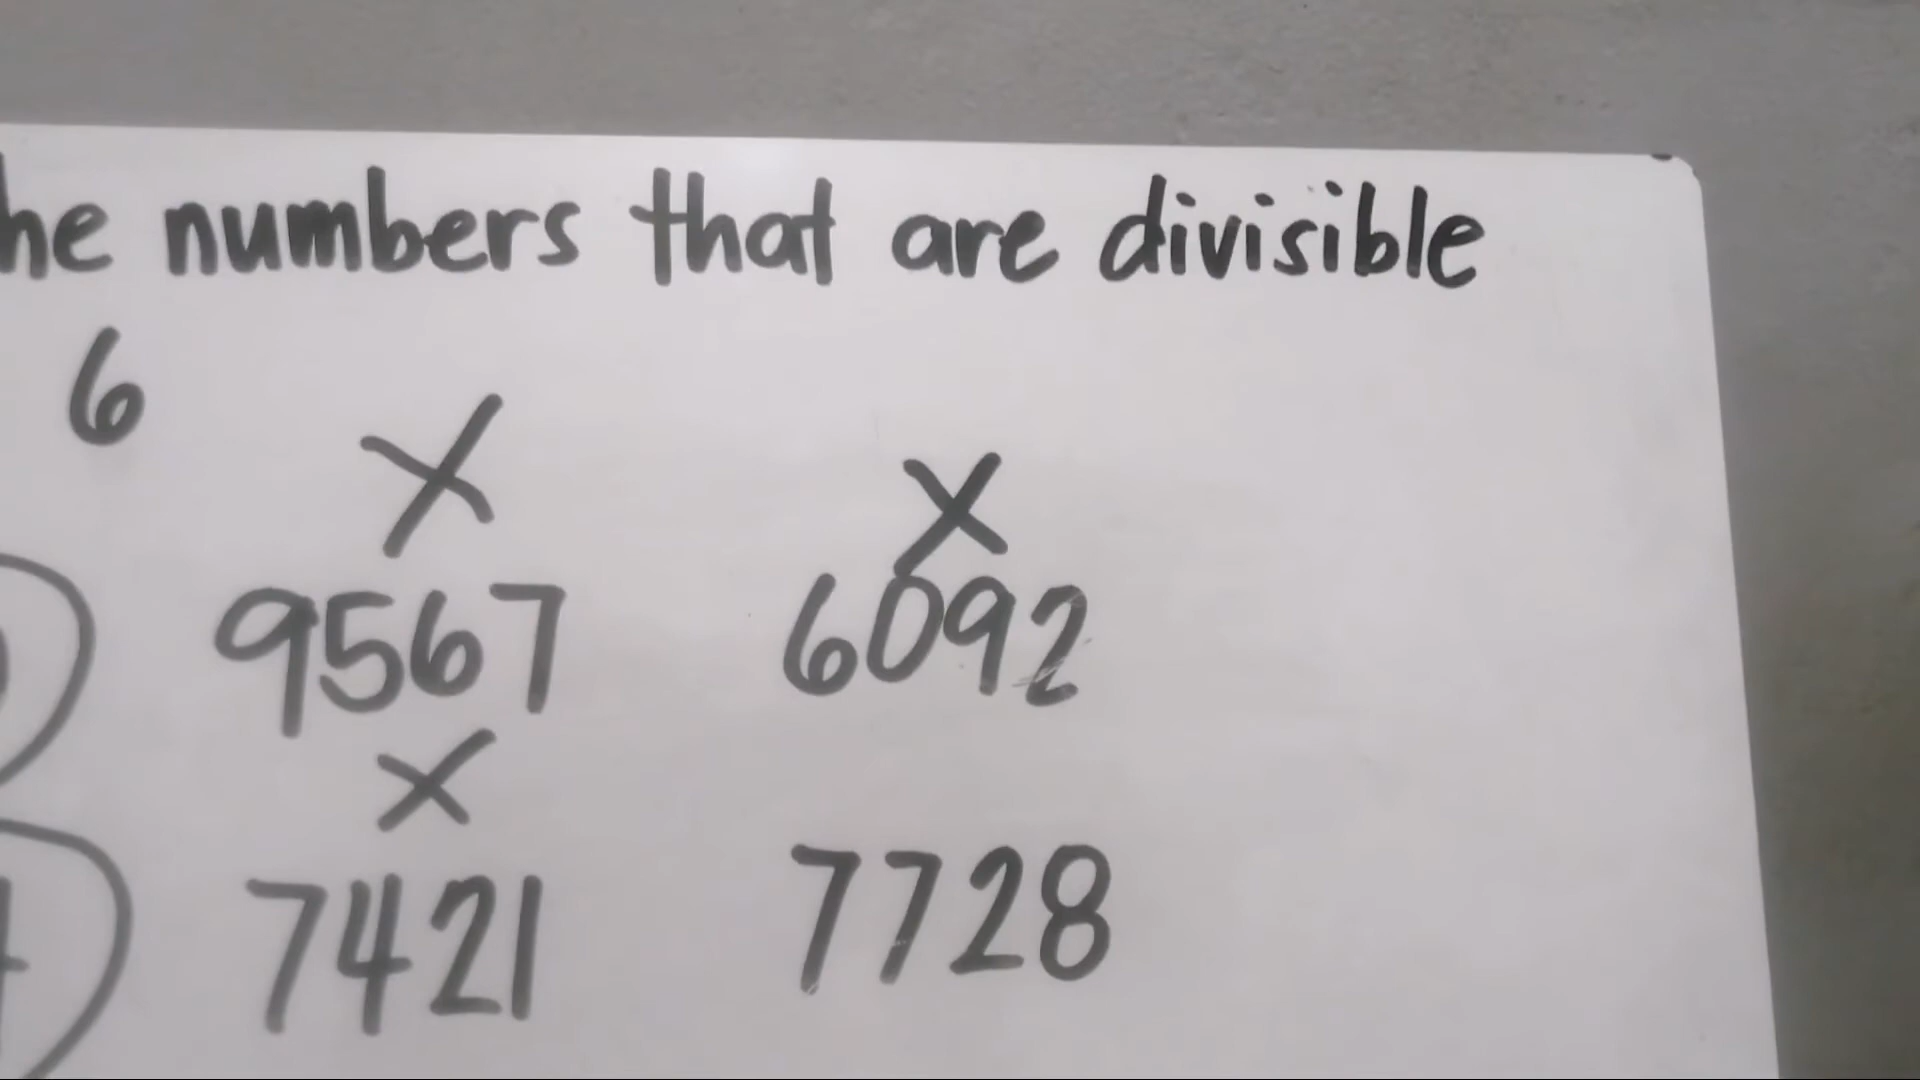 he numbers that are divisible
6
X X
9567 6092
X
7421 7728